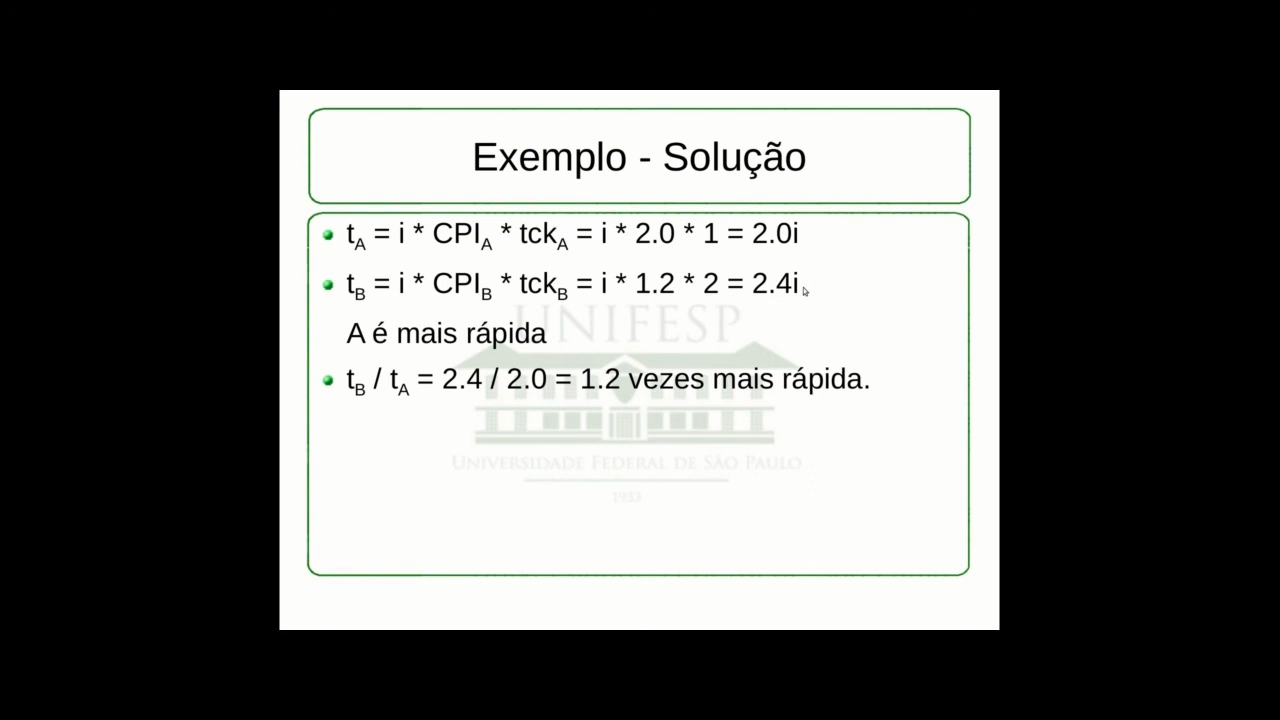 Exemplo - Solução
tA = i * CPIA * tckA = i * 2.0 * 1 = 2.0i
tB = i * CPIB * tckB = i * 1.2 * 2 = 2.4i
UNIFESP
A é mais rápida
tB / tA = 2.4 / 2.0 = 1.2 vezes mais rápida.
UNIVERSIDADE FEDERAL DE SÃO PAULO
1933